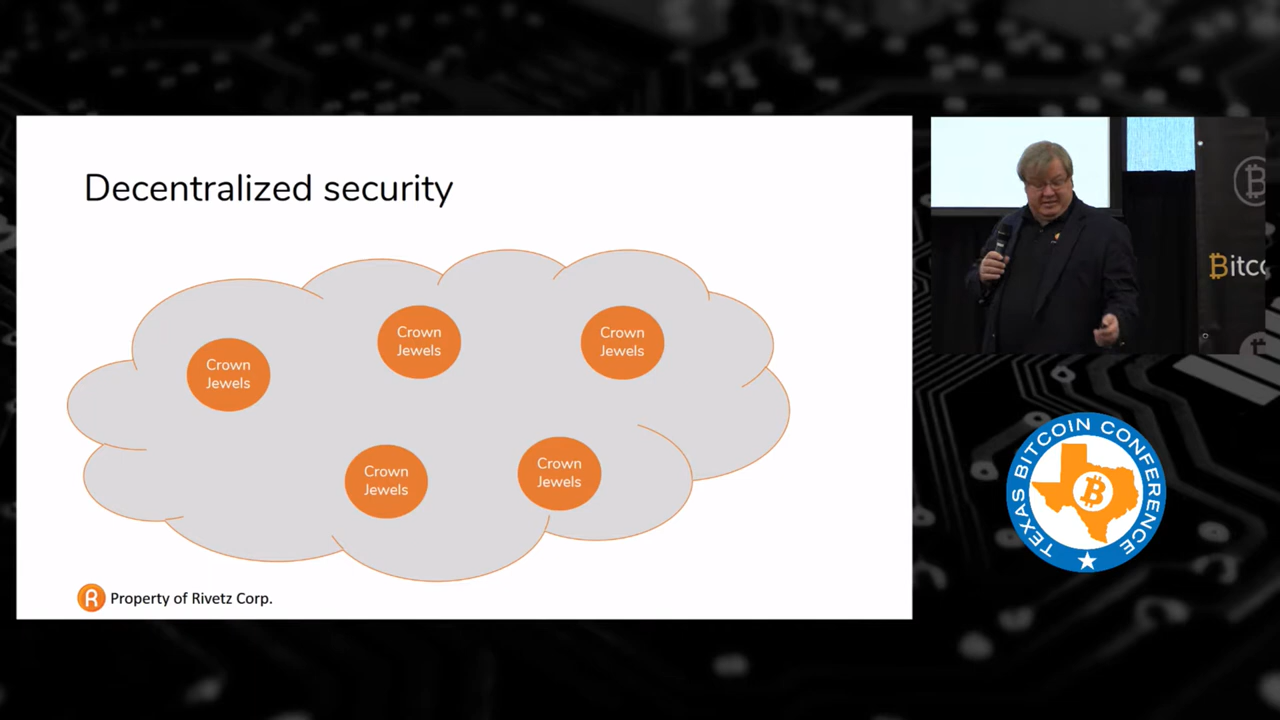 Decentralized security
Crown
Jewels
Crown
Jewels
Crown
Jewels
Crown
Jewels
Crown
Jewels
R Property of Rivetz Corp.
Bitco
TEXAS BITCOIN CONFERENCE